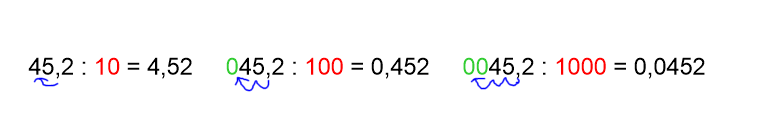 45,2 : 10 = 4,52 045,2 : 100 = 0,452 0045,2 : 1000 = 0,0452